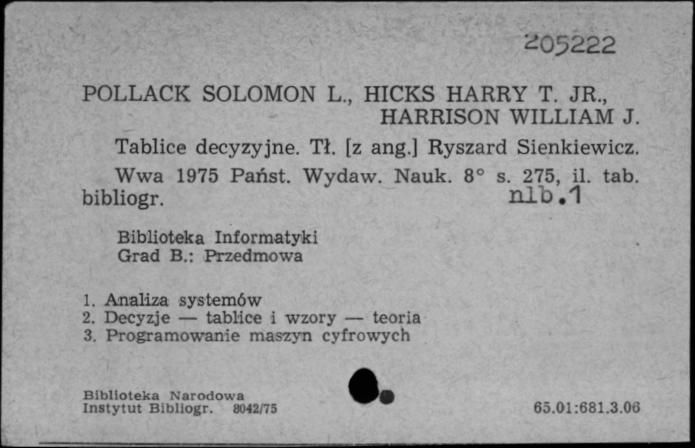 205222
POLLACK SOLOMON L., HICKS HARRY T. JR.,
HARRISON WILLIAM J.
Tablice decyzyjne. Tł. [z ang.] Ryszard Sienkiewicz.
Wwa 1975 Państ. Wydaw. Nauk. 8° s. 275, il. tab.
bibliogr. nlb.1
Biblioteka Informatyki
Grad B.: Przedmowa
1. Analiza systemów
2. Decyzje — tablice i wzory — teoria
3. Programowanie maszyn cyfrowych
Biblioteka Narodowa
Instytut Bibliogr. 8042/75
65.01:681.3.06